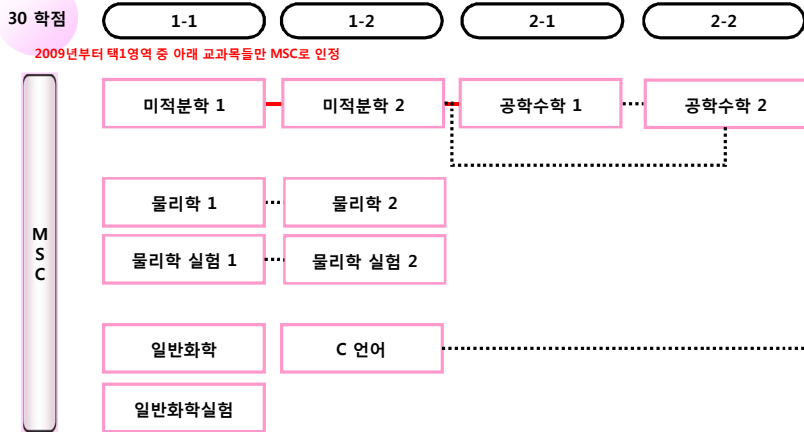 30 학점
1-1
1-2
2-1
2-2
2009년부터 택1영역 중 아래 교과목들만 MSC로 인정
미적분학 1
미적분학 2
공학수학 1
공학수학 2
물리학 1
물리학 2
M
S
C
물리학 실험 1
물리학 실험 2
일반화학
C 언어
일반화학실험